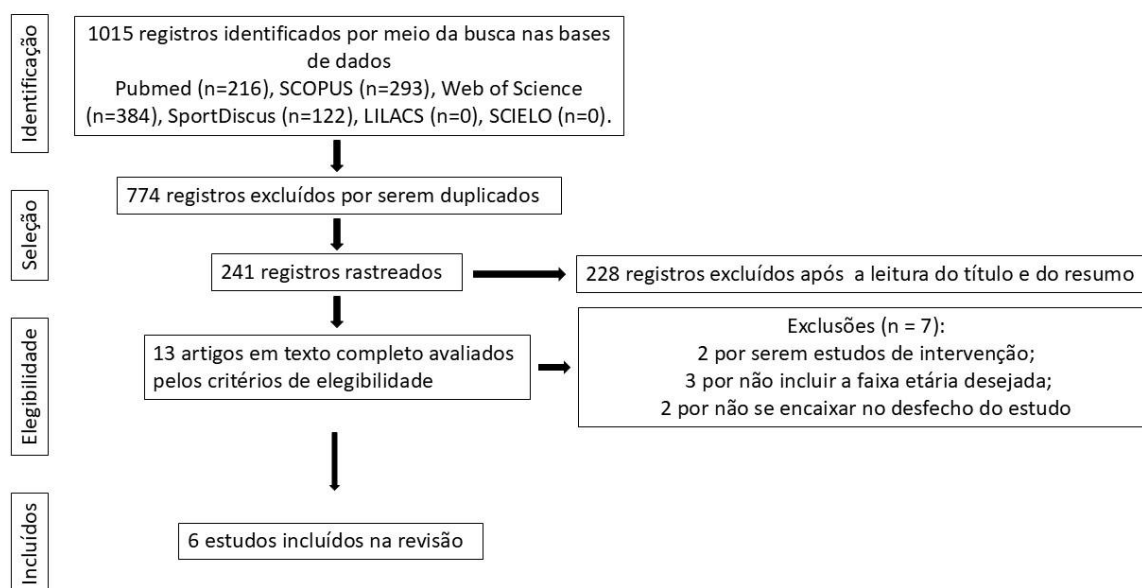 Identificação
1015 registros identificados por meio da busca nas bases
de dados
Pubmed (n=216), SCOPUS (n=293), Web of Science
(n=384), SportDiscus (n=122), LILACS (n=0), SCIELO (n=0).
Seleção
774 registros excluídos por serem duplicados
241 registros rastreados
228 registros excluídos após a leitura do título e do resumo
Elegibilidade
13 artigos em texto completo avaliados
pelos critérios de elegibilidade
Exclusões (n = 7):
2 por serem estudos de intervenção;
3 por não incluir a faixa etária desejada;
2 por não se encaixar no desfecho do estudo
Incluídos
6 estudos incluídos na revisão